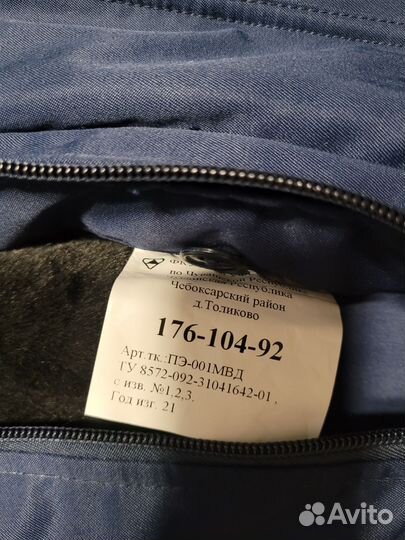 по Чувашской Республике
Чебоксарский район
д.Толиково
176-104-92
Арт.тк.:ПЭ-001МВД
ТУ 8572-092-31041642-01 ,
с изв. №1,2,3.
Год изг. 21
Avito